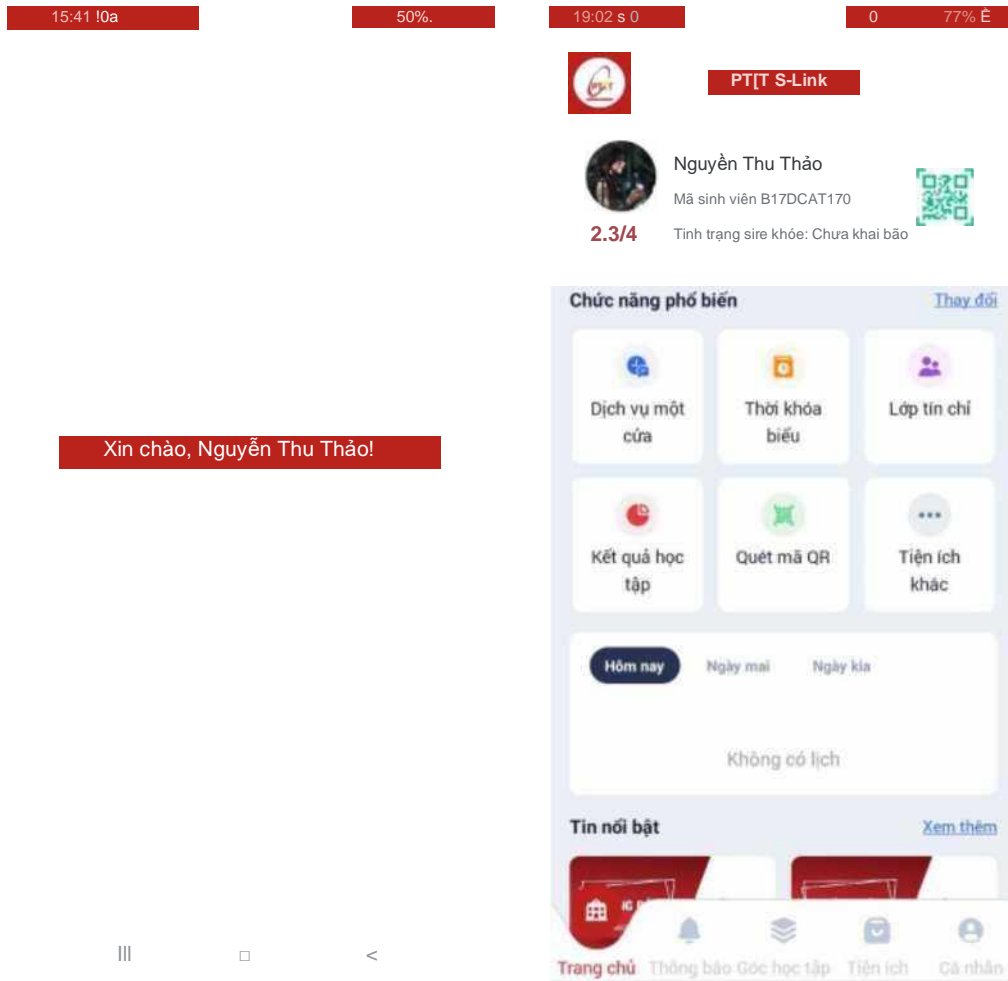 15:41 !0a
50%.
Xin chào, Nguyễn Thu Thảo!
19:02 s 0
0 77% È
PT[T S-Link
Nguyền Thu Thảo
Mã sinh viên B17DCAT170
2.3/4
Tinh trạng sire khóe: Chưa khai bão
Chức năng phổ biến
Thay đổi
Dịch vụ một
cửa
Thời khóa
biểu
Lớp tín chỉ
Kết quả học
tập
Quét mã QR
Tiện ích
khác
Hôm nay
Ngày mai
Ngày kia
Không có lịch
Tin nổi bật
Xem thêm
Trang chủ
Thông báo
Góc học tập
Tiện ích
Cá nhân